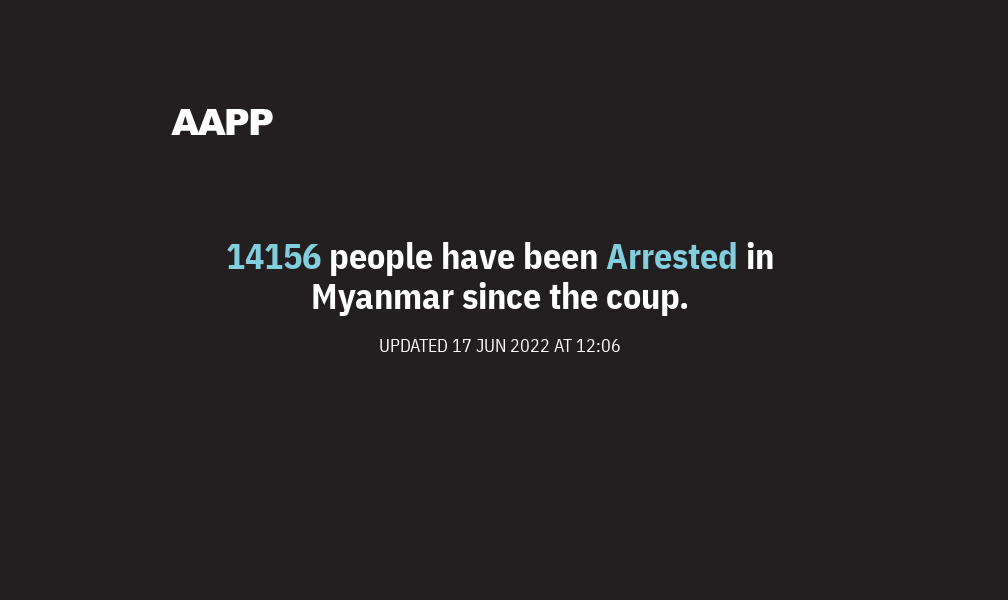 AAPP
14156 people have been Arrested in
Myanmar since the coup.
UPDATED 17 JUN 2022 AT 12:06